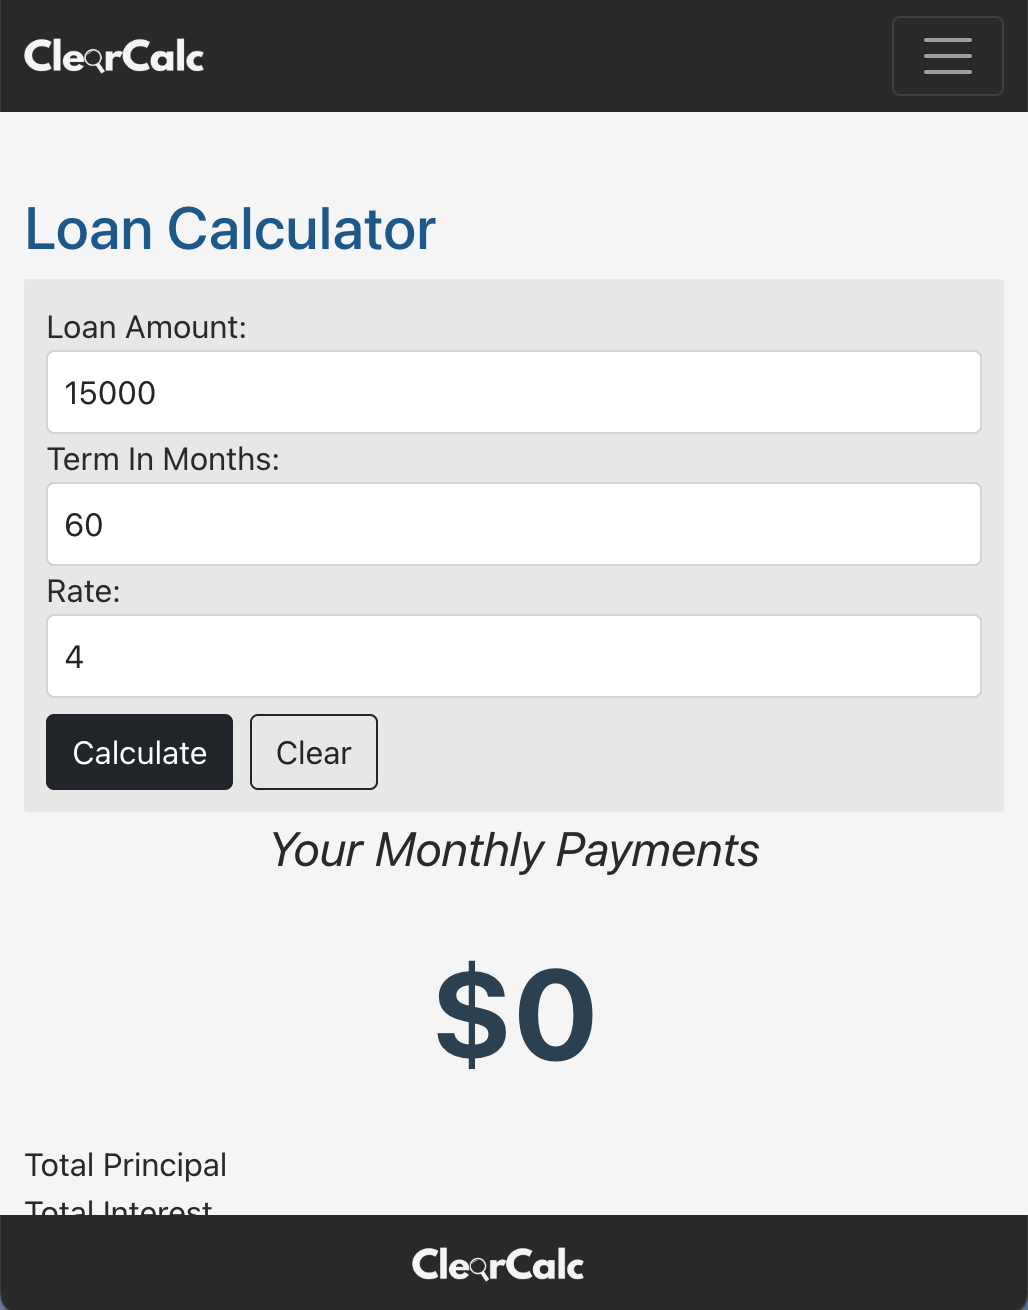 ClearCalc
Loan Calculator
Loan Amount:
15000
Term In Months:
60
Rate:
4
Calculate Clear
Your Monthly Payments
$0
Total Principal
Total Interest
ClearCalc